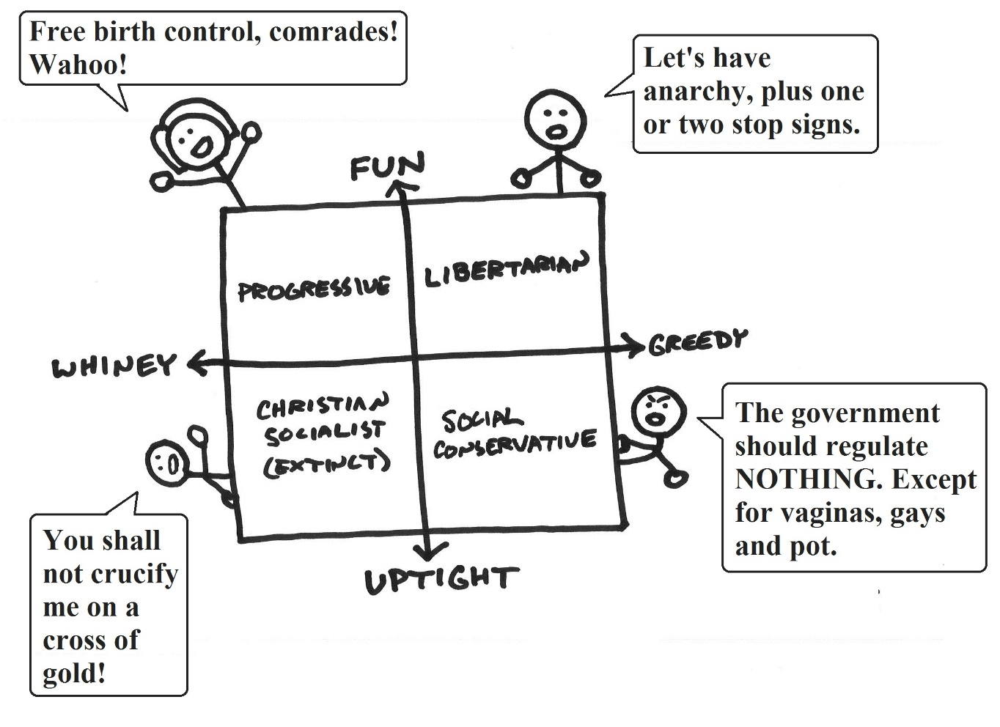 Free birth control, comrades!
Wahoo!
Let's have
anarchy, plus one
or two stop signs.
FUN
PROGRESSIVE
LIBERTARIAN
WHINEY
GREEDY
CHRISTIAN
SOCIALIST
(EXTINCT)
SOCIAL
CONSERVATIVE
The government
should regulate
NOTHING. Except
for vaginas, gays
and pot.
You shall
not crucify
me on a
cross of
gold!
UPTIGHT